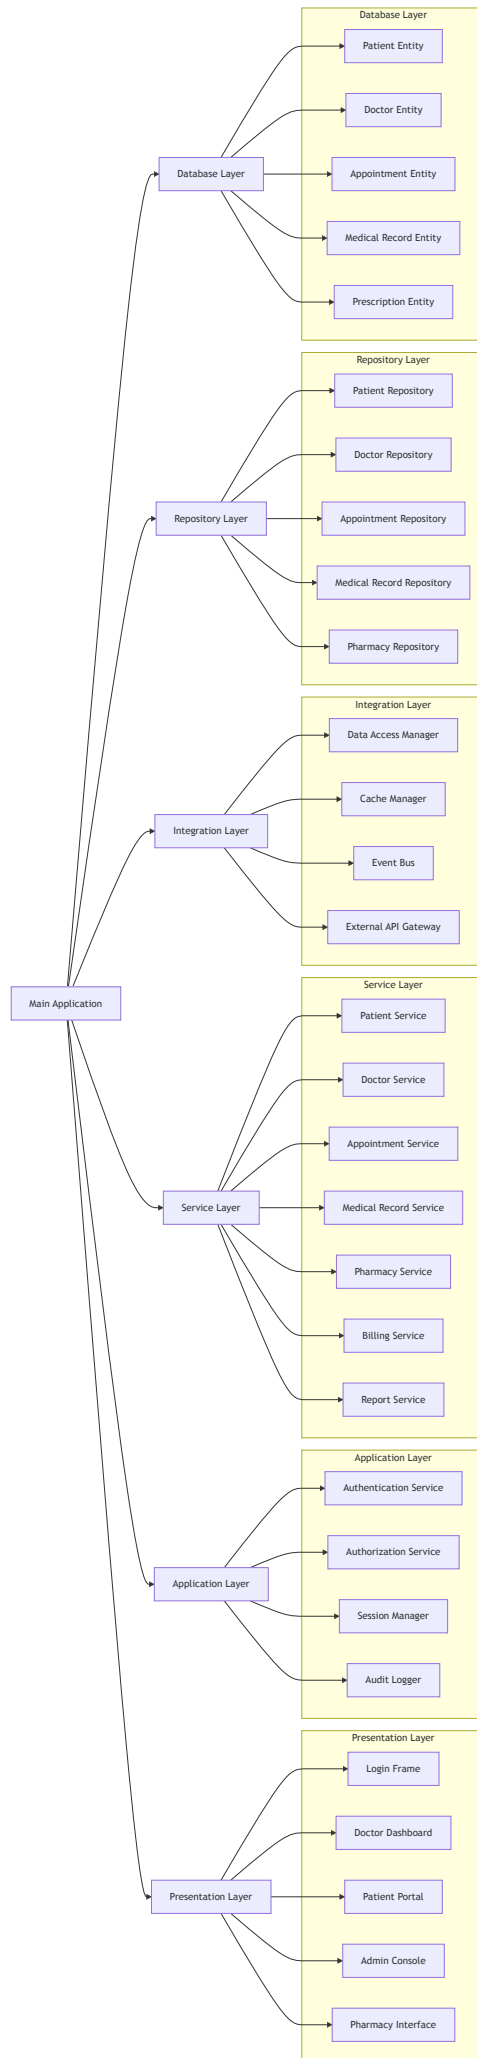 Database Layer
Patient Entity
Doctor Entity
Database Layer
Appointment Entity
Medical Record Entity
Prescription Entity
Repository Layer
Patient Repository
Doctor Repository
Repository Layer
Appointment Repository
Medical Record Repository
Pharmacy Repository
Integration Layer
Data Access Manager
Cache Manager
Integration Layer
Event Bus
External API Gateway
Main Application
Service Layer
Patient Service
Doctor Service
Appointment Service
Service Layer
Medical Record Service
Pharmacy Service
Billing Service
Report Service
Application Layer
Authentication Service
Authorization Service
Application Layer
Session Manager
Audit Logger
Presentation Layer
Login Frame
Doctor Dashboard
Presentation Layer
Patient Portal
Admin Console
Pharmacy Interface